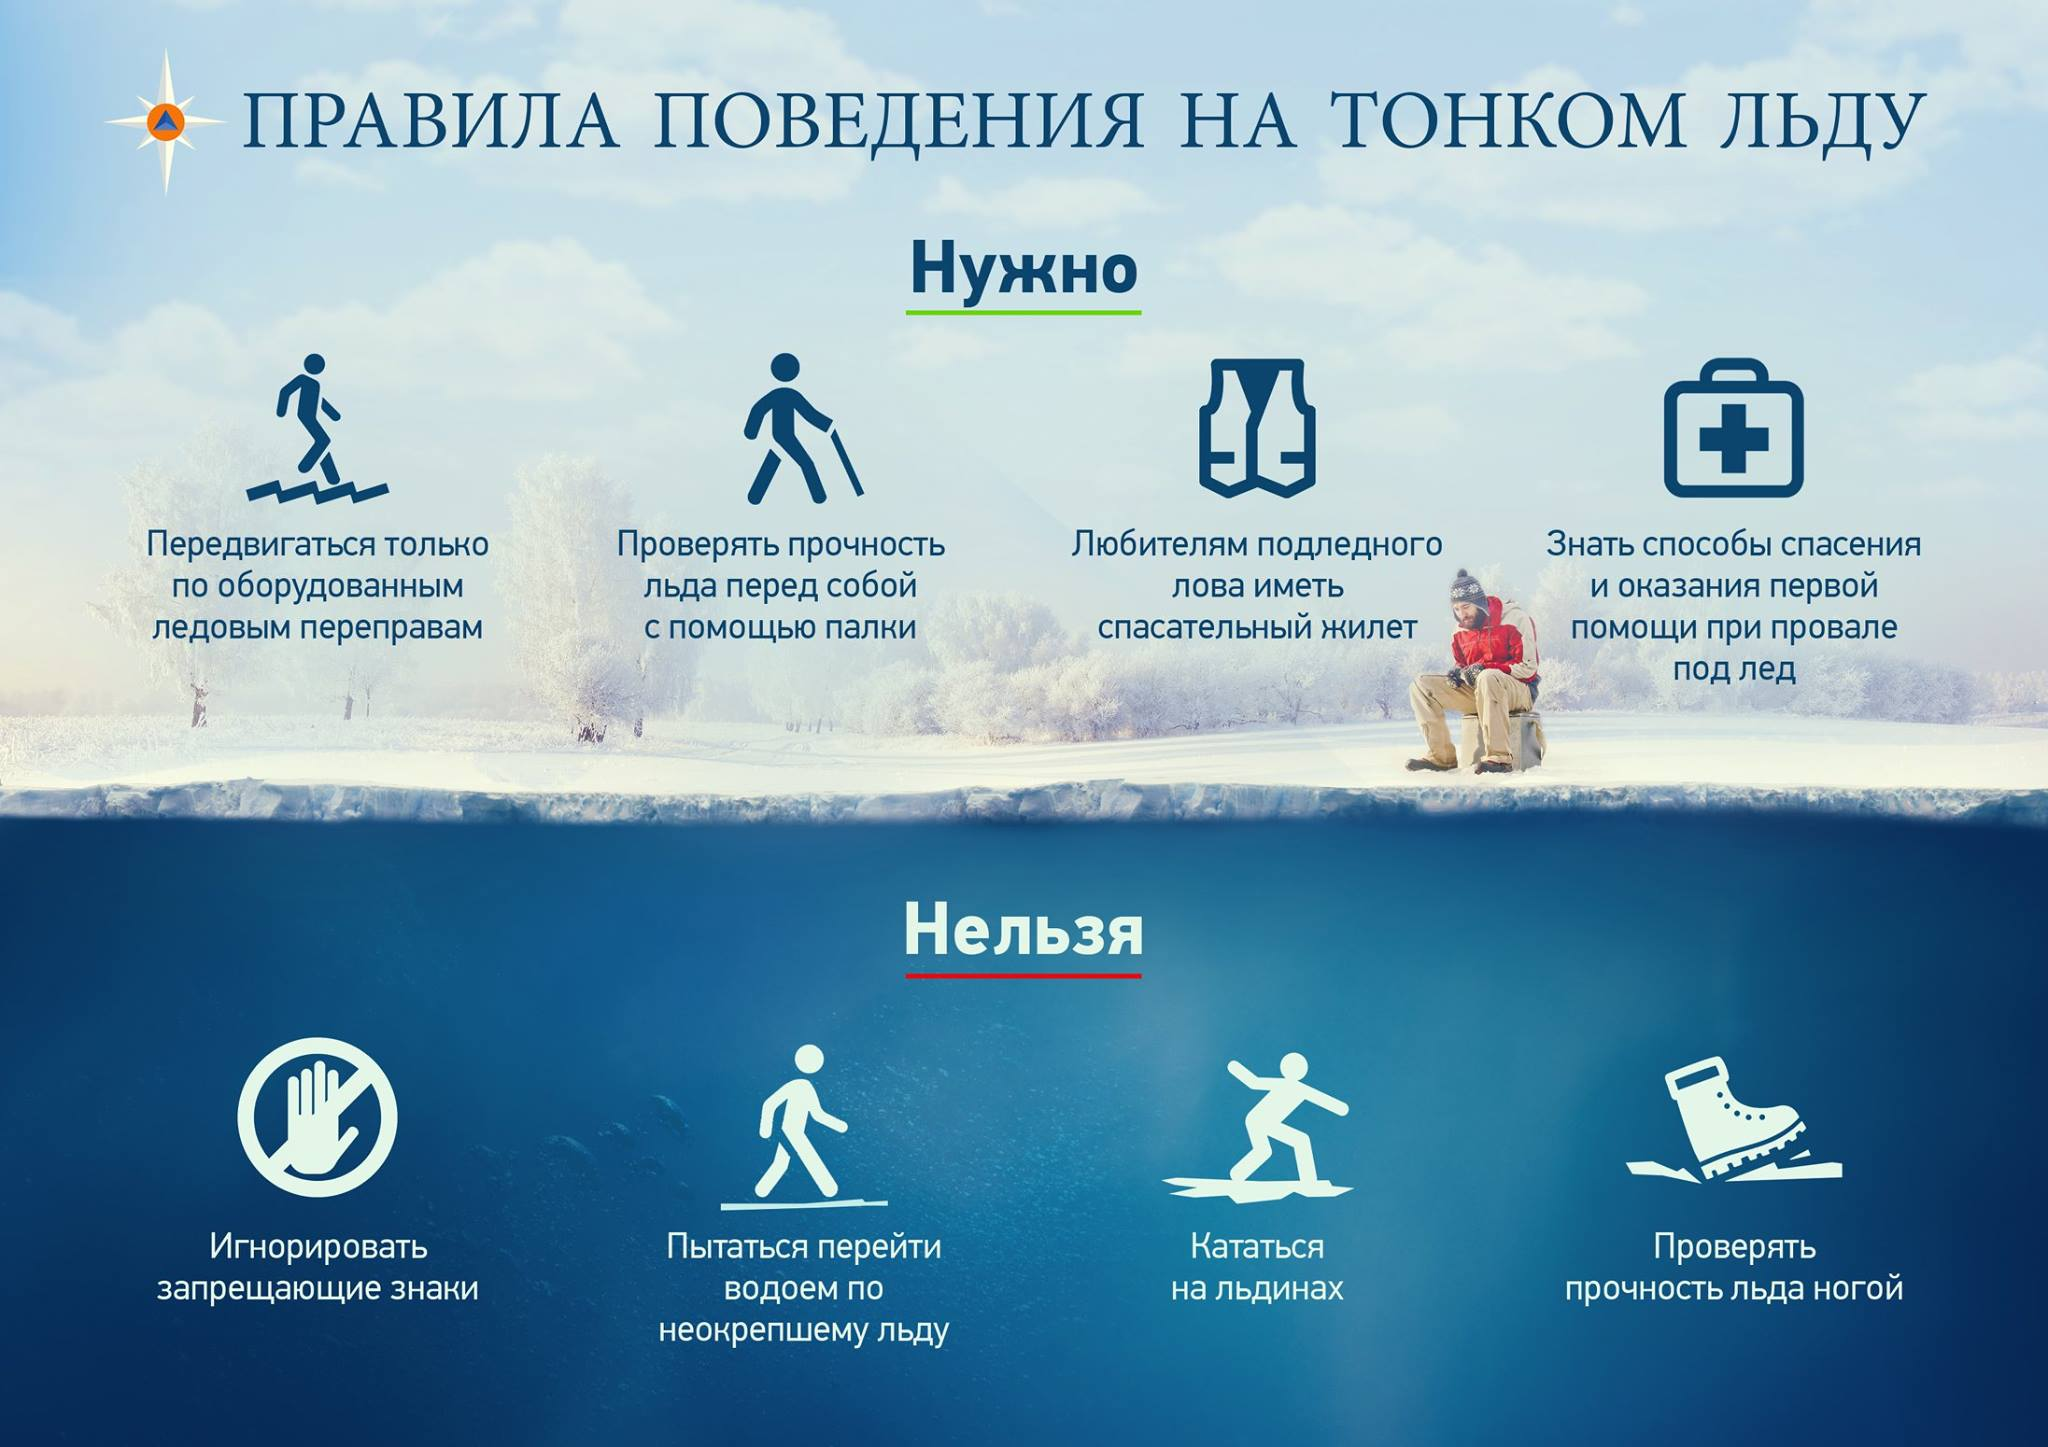 ПРАВИЛА ПОВЕДЕНИЯ НА ТОНКОМ ЛЬДУ
Нужно
Передвигаться только
по оборудованным
ледовым переправам
Проверять прочность
льда перед собой
с помощью палки
Любителям подледного
лова иметь
спасательный жилет
Знать способы спасения
и оказания первой
помощи при провале
под лед
Нельзя
Игнорировать
запрещающие знаки
Пытаться перейти
водоем по
неокрепшему льду
Кататься
на льдинах
Проверять
прочность льда ногой